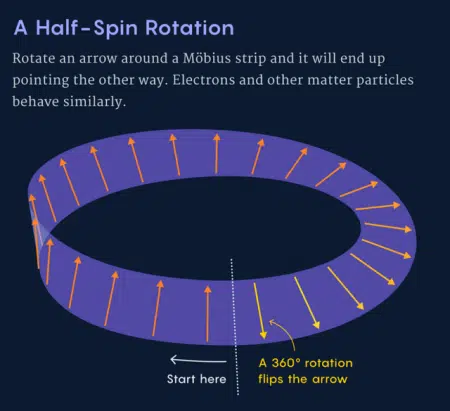 A Half-Spin Rotation
Rotate an arrow around a Möbius strip and it will end up
pointing the other way. Electrons and other matter particles
behave similarly.
Start here
A 360° rotation
flips the arrow